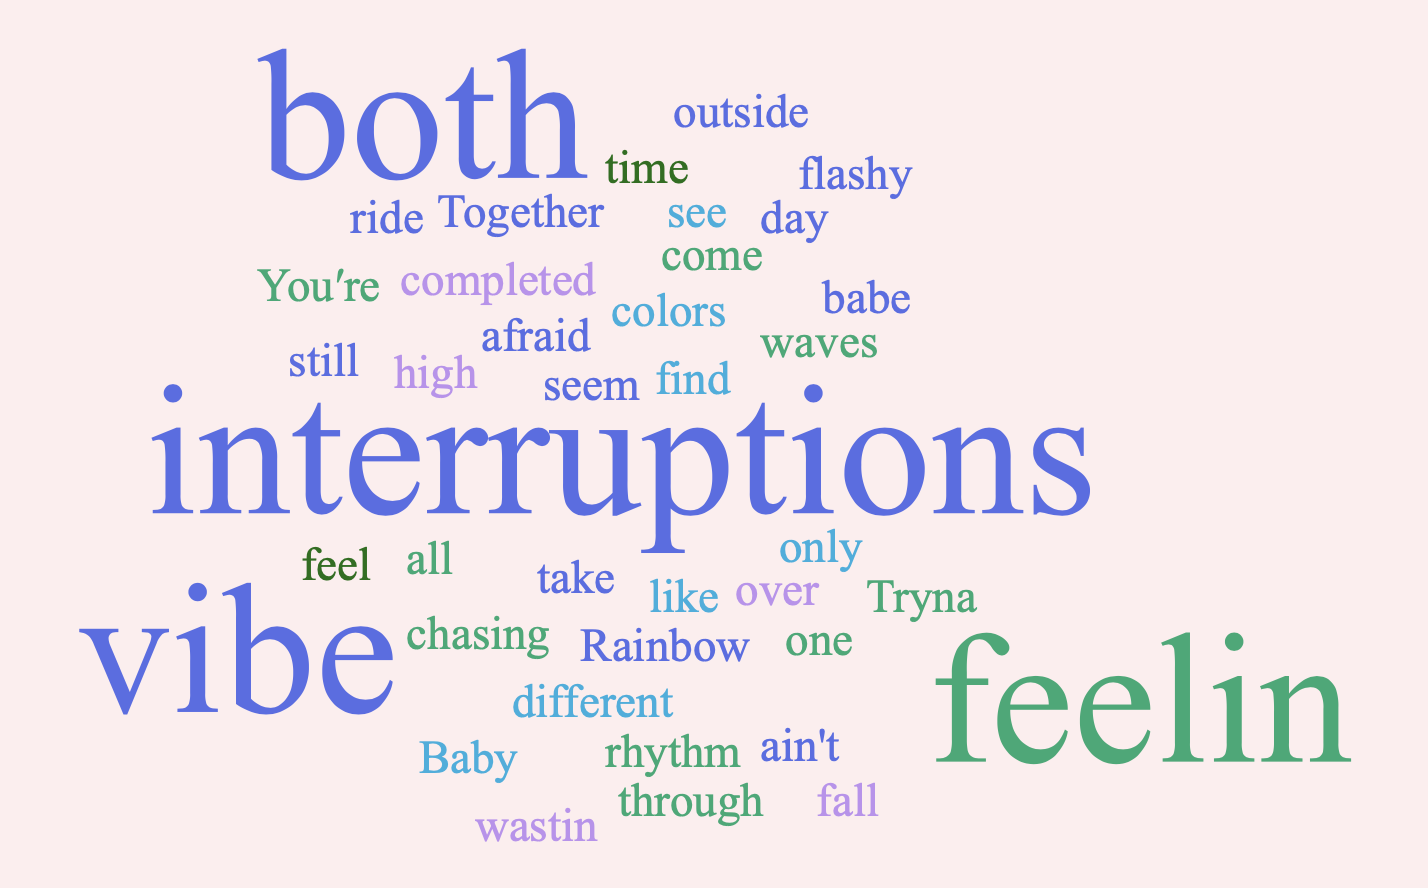 both
outside
time
flashy
ride Together see day
come
You're completed
colors
babe
afraid
waves
still
high
seem find
interruptions
only
feel all
take
like over Tryna
vibe
chasing Rainbow one
feelin
different
Baby rhythm ain't
through fall
wastin